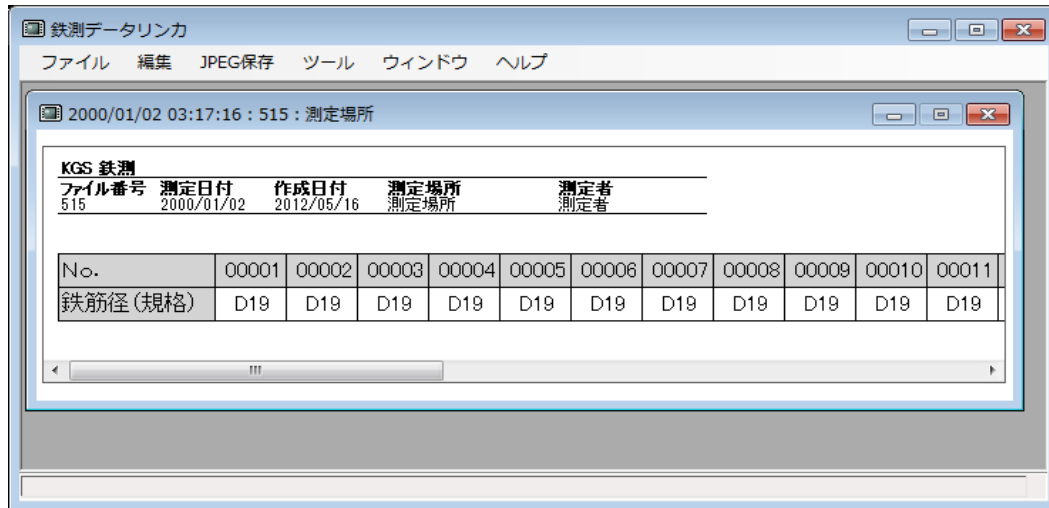 鉄測データリンカ
ファイル 編集 JPEG保存 ツール ウィンドウ ヘルプ
2000/01/02 03:17:16 : 515 : 測定場所
KGS 鉄測
ファイル番号 測定日付 作成日付 測定場所 測定者
515 2000/01/02 2012/05/16 測定場所 測定者
No. 00001 00002 00003 00004 00005 00006 00007 00008 00009 00010 00011
鉄筋径(規格) D19 D19 D19 D19 D19 D19 D19 D19 D19 D19 D19